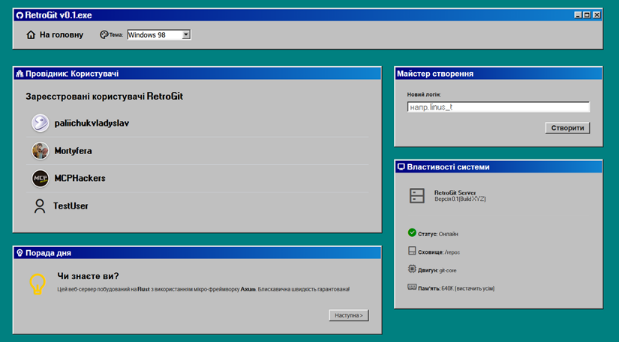 RetroGit v0.1.exe
На головну
Тема:
Windows 98
Провідник: Користувачі
Зареєстровані користувачі RetroGit
paliichukvladyslav
Mortyfera
MCPHackers
TestUser
Порада дня
Чи знаєте ви?
Цей веб-сервер побудований на Rust з використанням мікро-фреймворку Axum. Блискавична швидкість гарантована!
Наступна >
Майстер створення
Новий логін:
напр. linus_t
Створити
Властивості системи
RetroGit Server
Версія 0.1 (Build XYZ)
Статус: Онлайн
Сховище: /repos
Двигун: git-core
Пам'ять: 640K (вистачить усім)